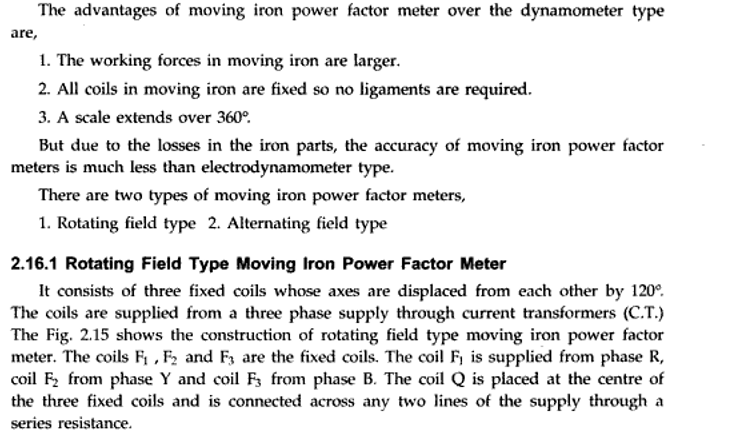 The advantages of moving iron power factor meter over the dynamometer type
are,
1. The working forces in moving iron are larger.
2. All coils in moving iron are fixed so no ligaments are required.
3. A scale extends over 360°.
But due to the losses in the iron parts, the accuracy of moving iron power factor
meters is much less than electrodynamometer type.
There are two types of moving iron power factor meters,
1. Rotating field type 2. Alternating field type
2.16.1 Rotating Field Type Moving Iron Power Factor Meter
It consists of three fixed coils whose axes are displaced from each other by 120°.
The coils are supplied from a three phase supply through current transformers (C.T.)
The Fig. 2.15 shows the construction of rotating field type moving iron power factor
meter. The coils F₁ , F₂ and F₃ are the fixed coils. The coil F₁ is supplied from phase R,
coil F₂ from phase Y and coil F₃ from phase B. The coil Q is placed at the centre of
the three fixed coils and is connected across any two lines of the supply through a
series resistance.